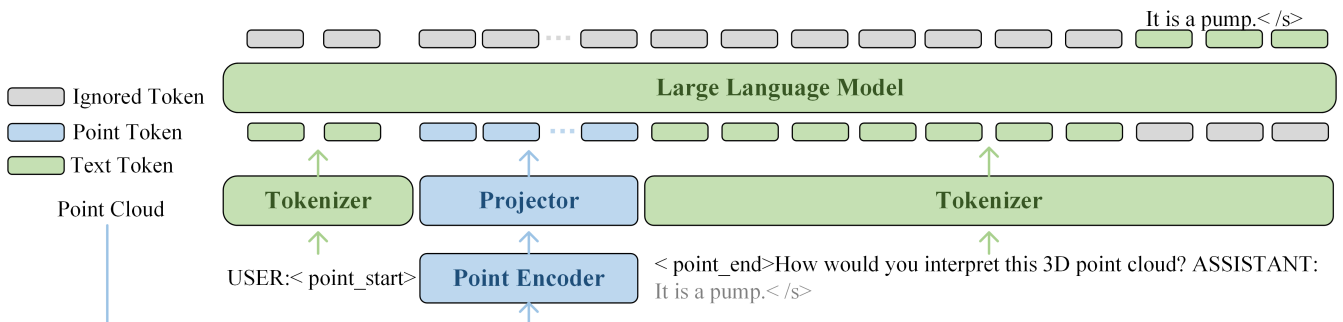 It is a pump.< /s>
Large Language Model
Ignored Token
Point Token
Text Token
Tokenizer
Projector
Tokenizer
Point Cloud
USER:< point_start>
Point Encoder
< point_end>How would you interpret this 3D point cloud? ASSISTANT:
It is a pump.< /s>